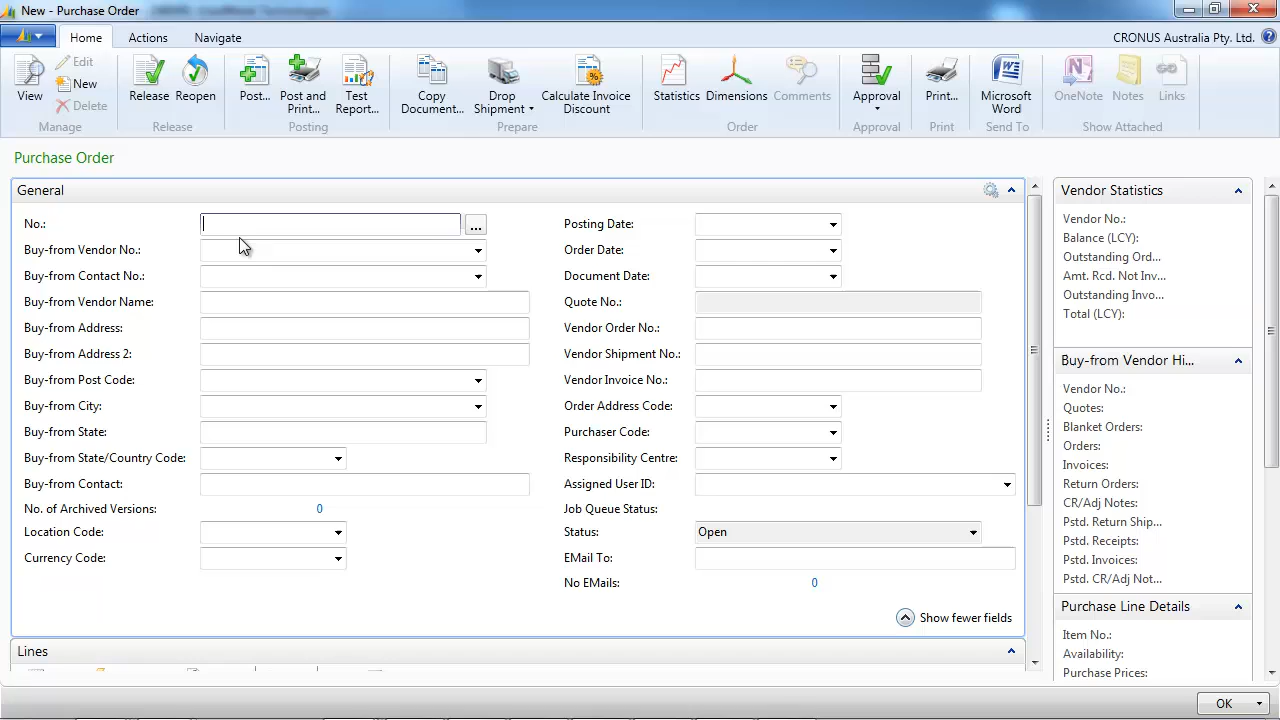 New - Purchase Order
Home
Actions
Navigate
CRONUS Australia Pty. Ltd.
View
Edit
New
Delete
Manage
Release
Reopen
Release
Post...
Post and Print...
Test Report...
Posting
Copy Document...
Drop Shipment
Calculate Invoice Discount
Prepare
Statistics
Dimensions
Comments
Order
Approval
Approval
Print...
Print
Microsoft Word
Send To
OneNote
Notes
Links
Show Attached
Purchase Order
General
No.:
Buy-from Vendor No.:
Buy-from Contact No.:
Buy-from Vendor Name:
Buy-from Address:
Buy-from Address 2:
Buy-from Post Code:
Buy-from City:
Buy-from State:
Buy-from State/Country Code:
Buy-from Contact:
No. of Archived Versions: 0
Location Code:
Currency Code:
Posting Date:
Order Date:
Document Date:
Quote No.:
Vendor Order No.:
Vendor Shipment No.:
Vendor Invoice No.:
Order Address Code:
Purchaser Code:
Responsibility Centre:
Assigned User ID:
Job Queue Status:
Status: Open
EMail To:
No EMails: 0
Show fewer fields
Lines
Vendor Statistics
Vendor No.:
Balance (LCY):
Outstanding Ord...
Amt. Rcd. Not Inv...
Outstanding Invo...
Total (LCY):
Buy-from Vendor Hi...
Vendor No.:
Quotes:
Blanket Orders:
Orders:
Invoices:
Return Orders:
CR/Adj Notes:
Pstd. Return Ship...
Pstd. Receipts:
Pstd. Invoices:
Pstd. CR/Adj Not...
Purchase Line Details
Item No.:
Availability:
Purchase Prices:
OK